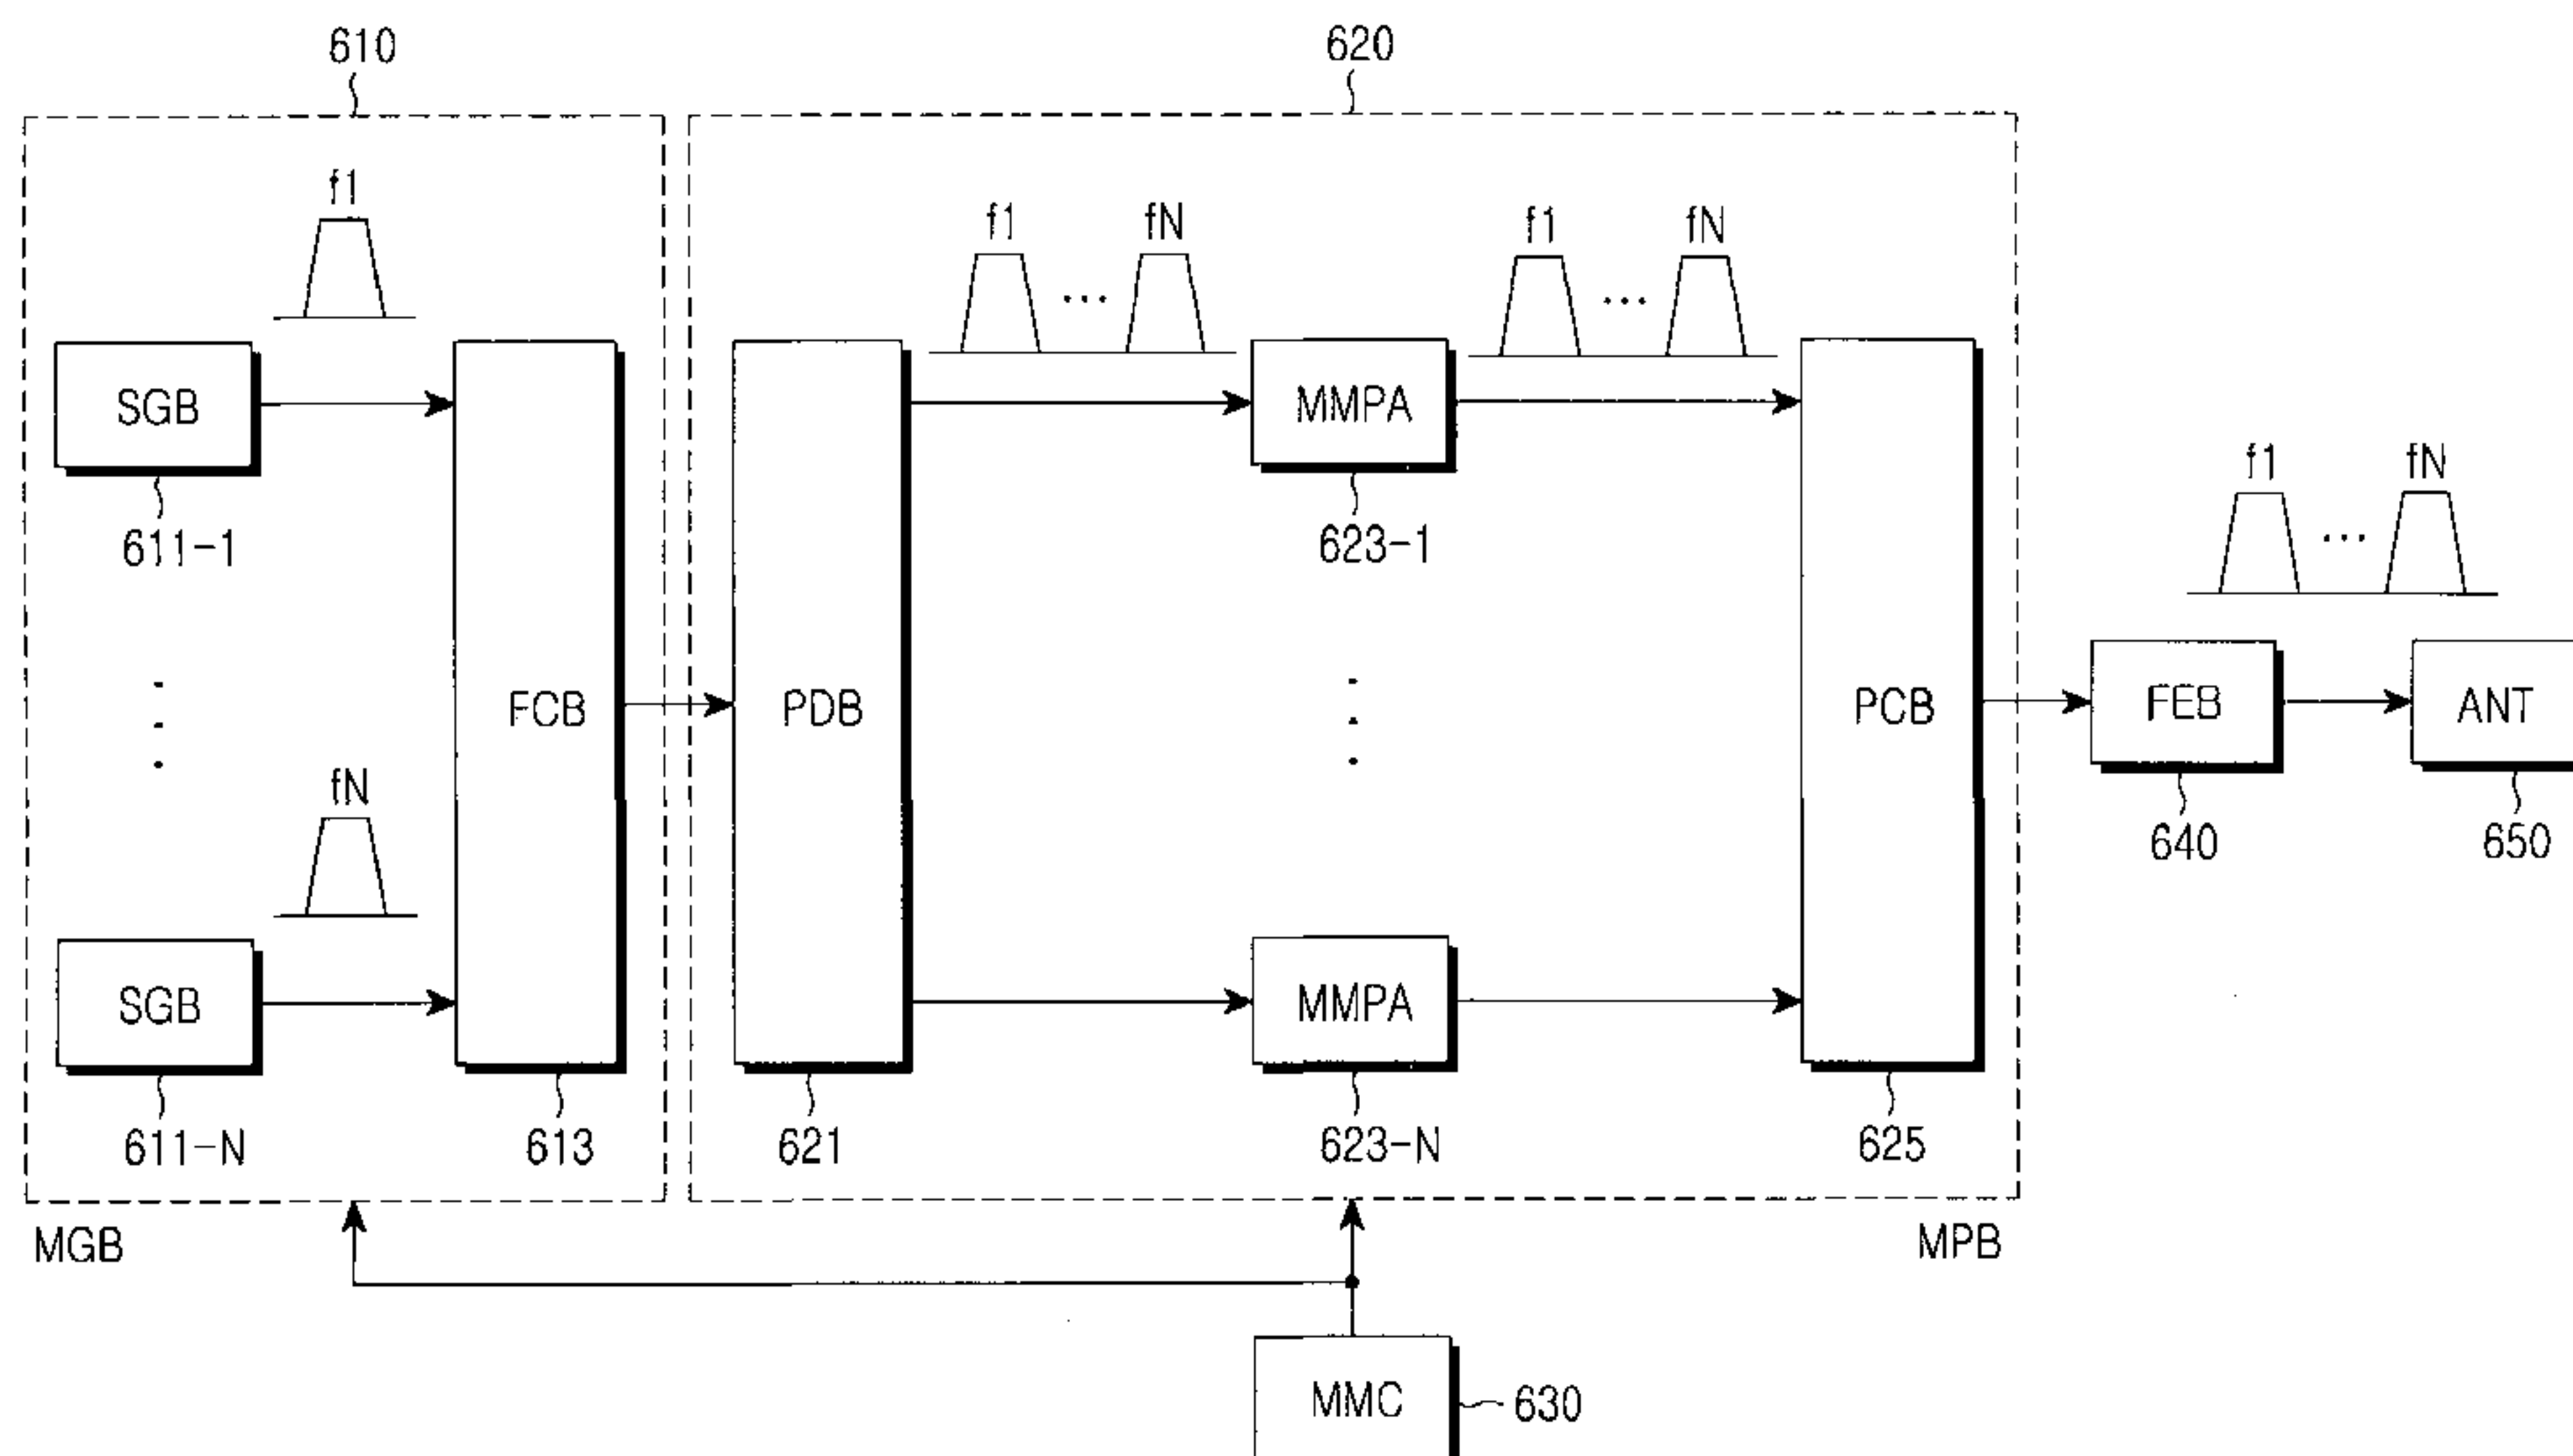 610
620
f1
f1
fN
f1
fN
SGB
611-1
MMPA
623-1
f1
fN
FCB
PDB
PCB
FEB
640
ANT
650
fN
SGB
611-N
613
621
MMPA
623-N
625
MGB
MPB
MMC
630